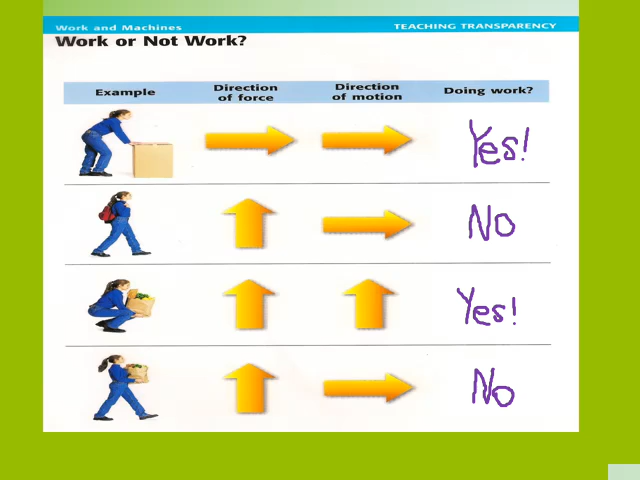 Work and Machines TEACHING TRANSPARENCY
Work or Not Work?
Example Direction of force Direction of motion Doing work?
Yes!
No
Yes!
No